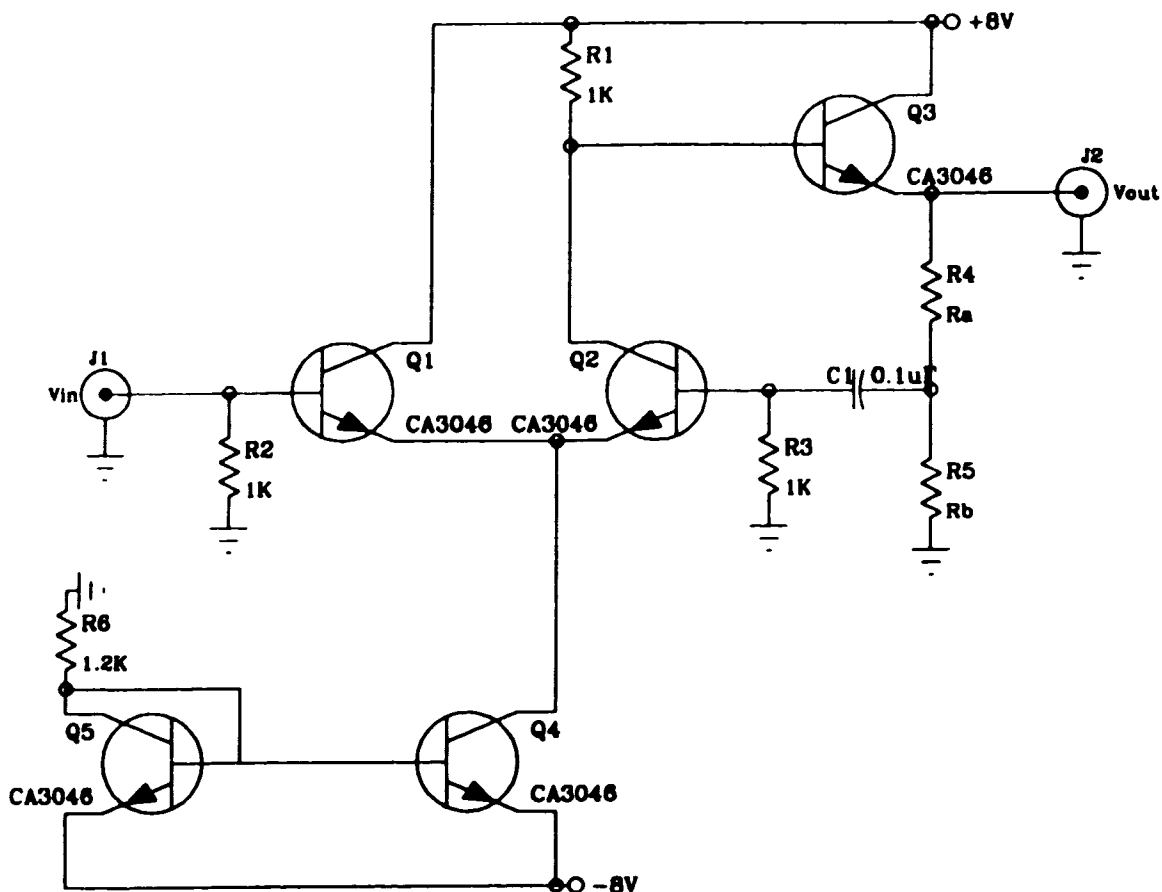 +8V
R1
1K
Q3
CA3046
J2
Vout
R4
Ra
J1
Vin
Q1
Q2
C1 0.1uF
CA3046 CA3046
R2
1K
R3
1K
R5
Rb
R6
1.2K
Q5
Q4
CA3046
CA3046
-8V